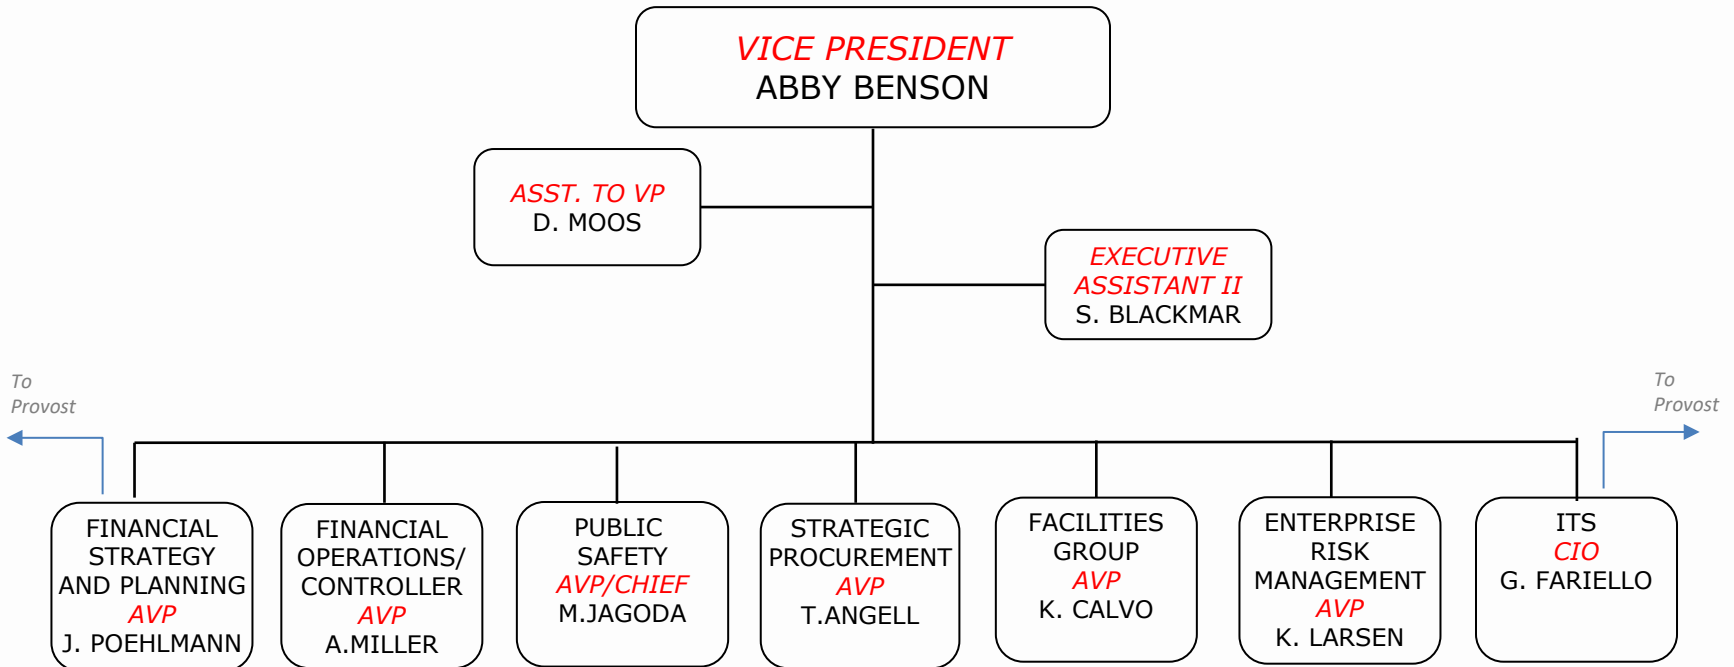 VICE PRESIDENT
ABBY BENSON
ASST. TO VP
D. MOOS
EXECUTIVE
ASSISTANT II
S. BLACKMAR
To
Provost
To
Provost
FINANCIAL
STRATEGY
AND PLANNING
AVP
J. POEHLMANN
FINANCIAL
OPERATIONS/
CONTROLLER
AVP
A.MILLER
PUBLIC
SAFETY
AVP/CHIEF
M.JAGODA
STRATEGIC
PROCUREMENT
AVP
T.ANGELL
FACILITIES
GROUP
AVP
K. CALVO
ENTERPRISE
RISK
MANAGEMENT
AVP
K. LARSEN
ITS
CIO
G. FARIELLO